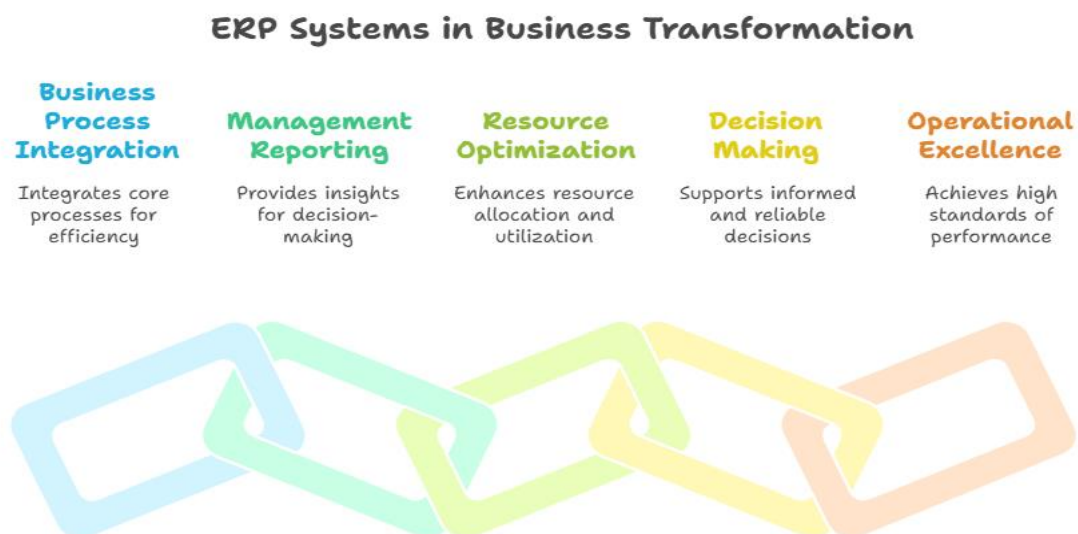 ERP Systems in Business Transformation
Business
Process
Integration
Integrates core
processes for
efficiency
Management
Reporting
Provides insights
for decision-
making
Resource
Optimization
Enhances resource
allocation and
utilization
Decision
Making
Supports informed
and reliable
decisions
Operational
Excellence
Achieves high
standards of
performance